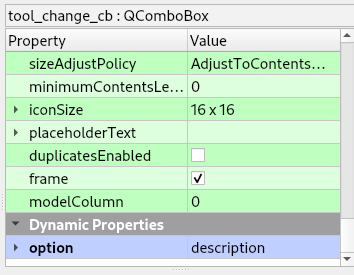 tool_change_cb : QComboBox
Property Value
sizeAdjustPolicy AdjustToContents...
minimumContentsLe... 0
iconSize 16 x 16
placeholderText
duplicatesEnabled
frame
modelColumn 0
Dynamic Properties
option description